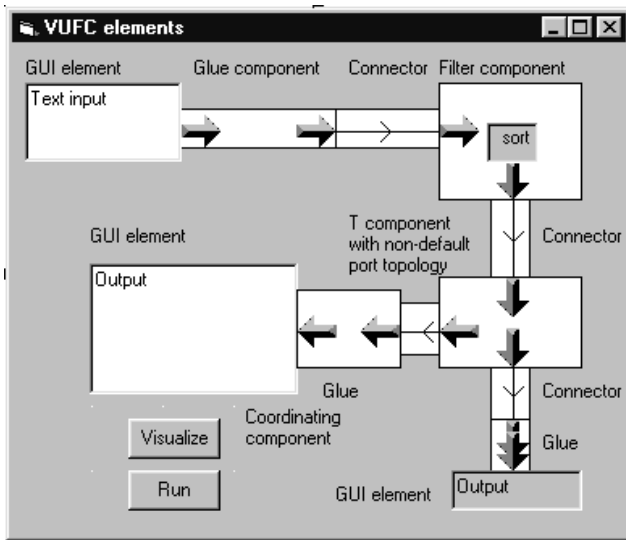 VUFC elements
GUI element
Glue component
Connector
Filter component
Text input
sort
GUI element
T component
with non-default
port topology
Connector
Output
Glue
Connector
Coordinating
component
Visualize
Glue
Run
GUI element
Output